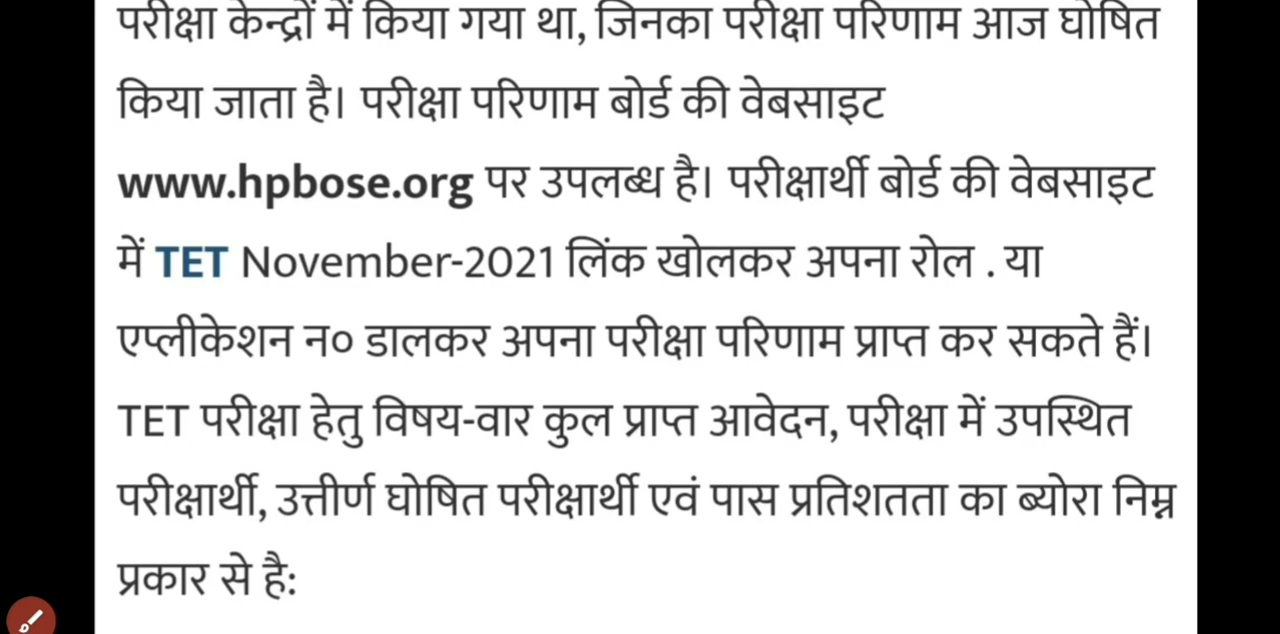 परीक्षा केन्द्रों में किया गया था, जिनका परीक्षा परिणाम आज घोषित
किया जाता है। परीक्षा परिणाम बोर्ड की वेबसाइट
www.hpbose.org पर उपलब्ध है। परीक्षार्थी बोर्ड की वेबसाइट
में TET November-2021 लिंक खोलकर अपना रोल . या
एप्लीकेशन न० डालकर अपना परीक्षा परिणाम प्राप्त कर सकते हैं।
TET परीक्षा हेतु विषय-वार कुल प्राप्त आवेदन, परीक्षा में उपस्थित
परीक्षार्थी, उत्तीर्ण घोषित परीक्षार्थी एवं पास प्रतिशतता का ब्योरा निम्न
प्रकार से है: